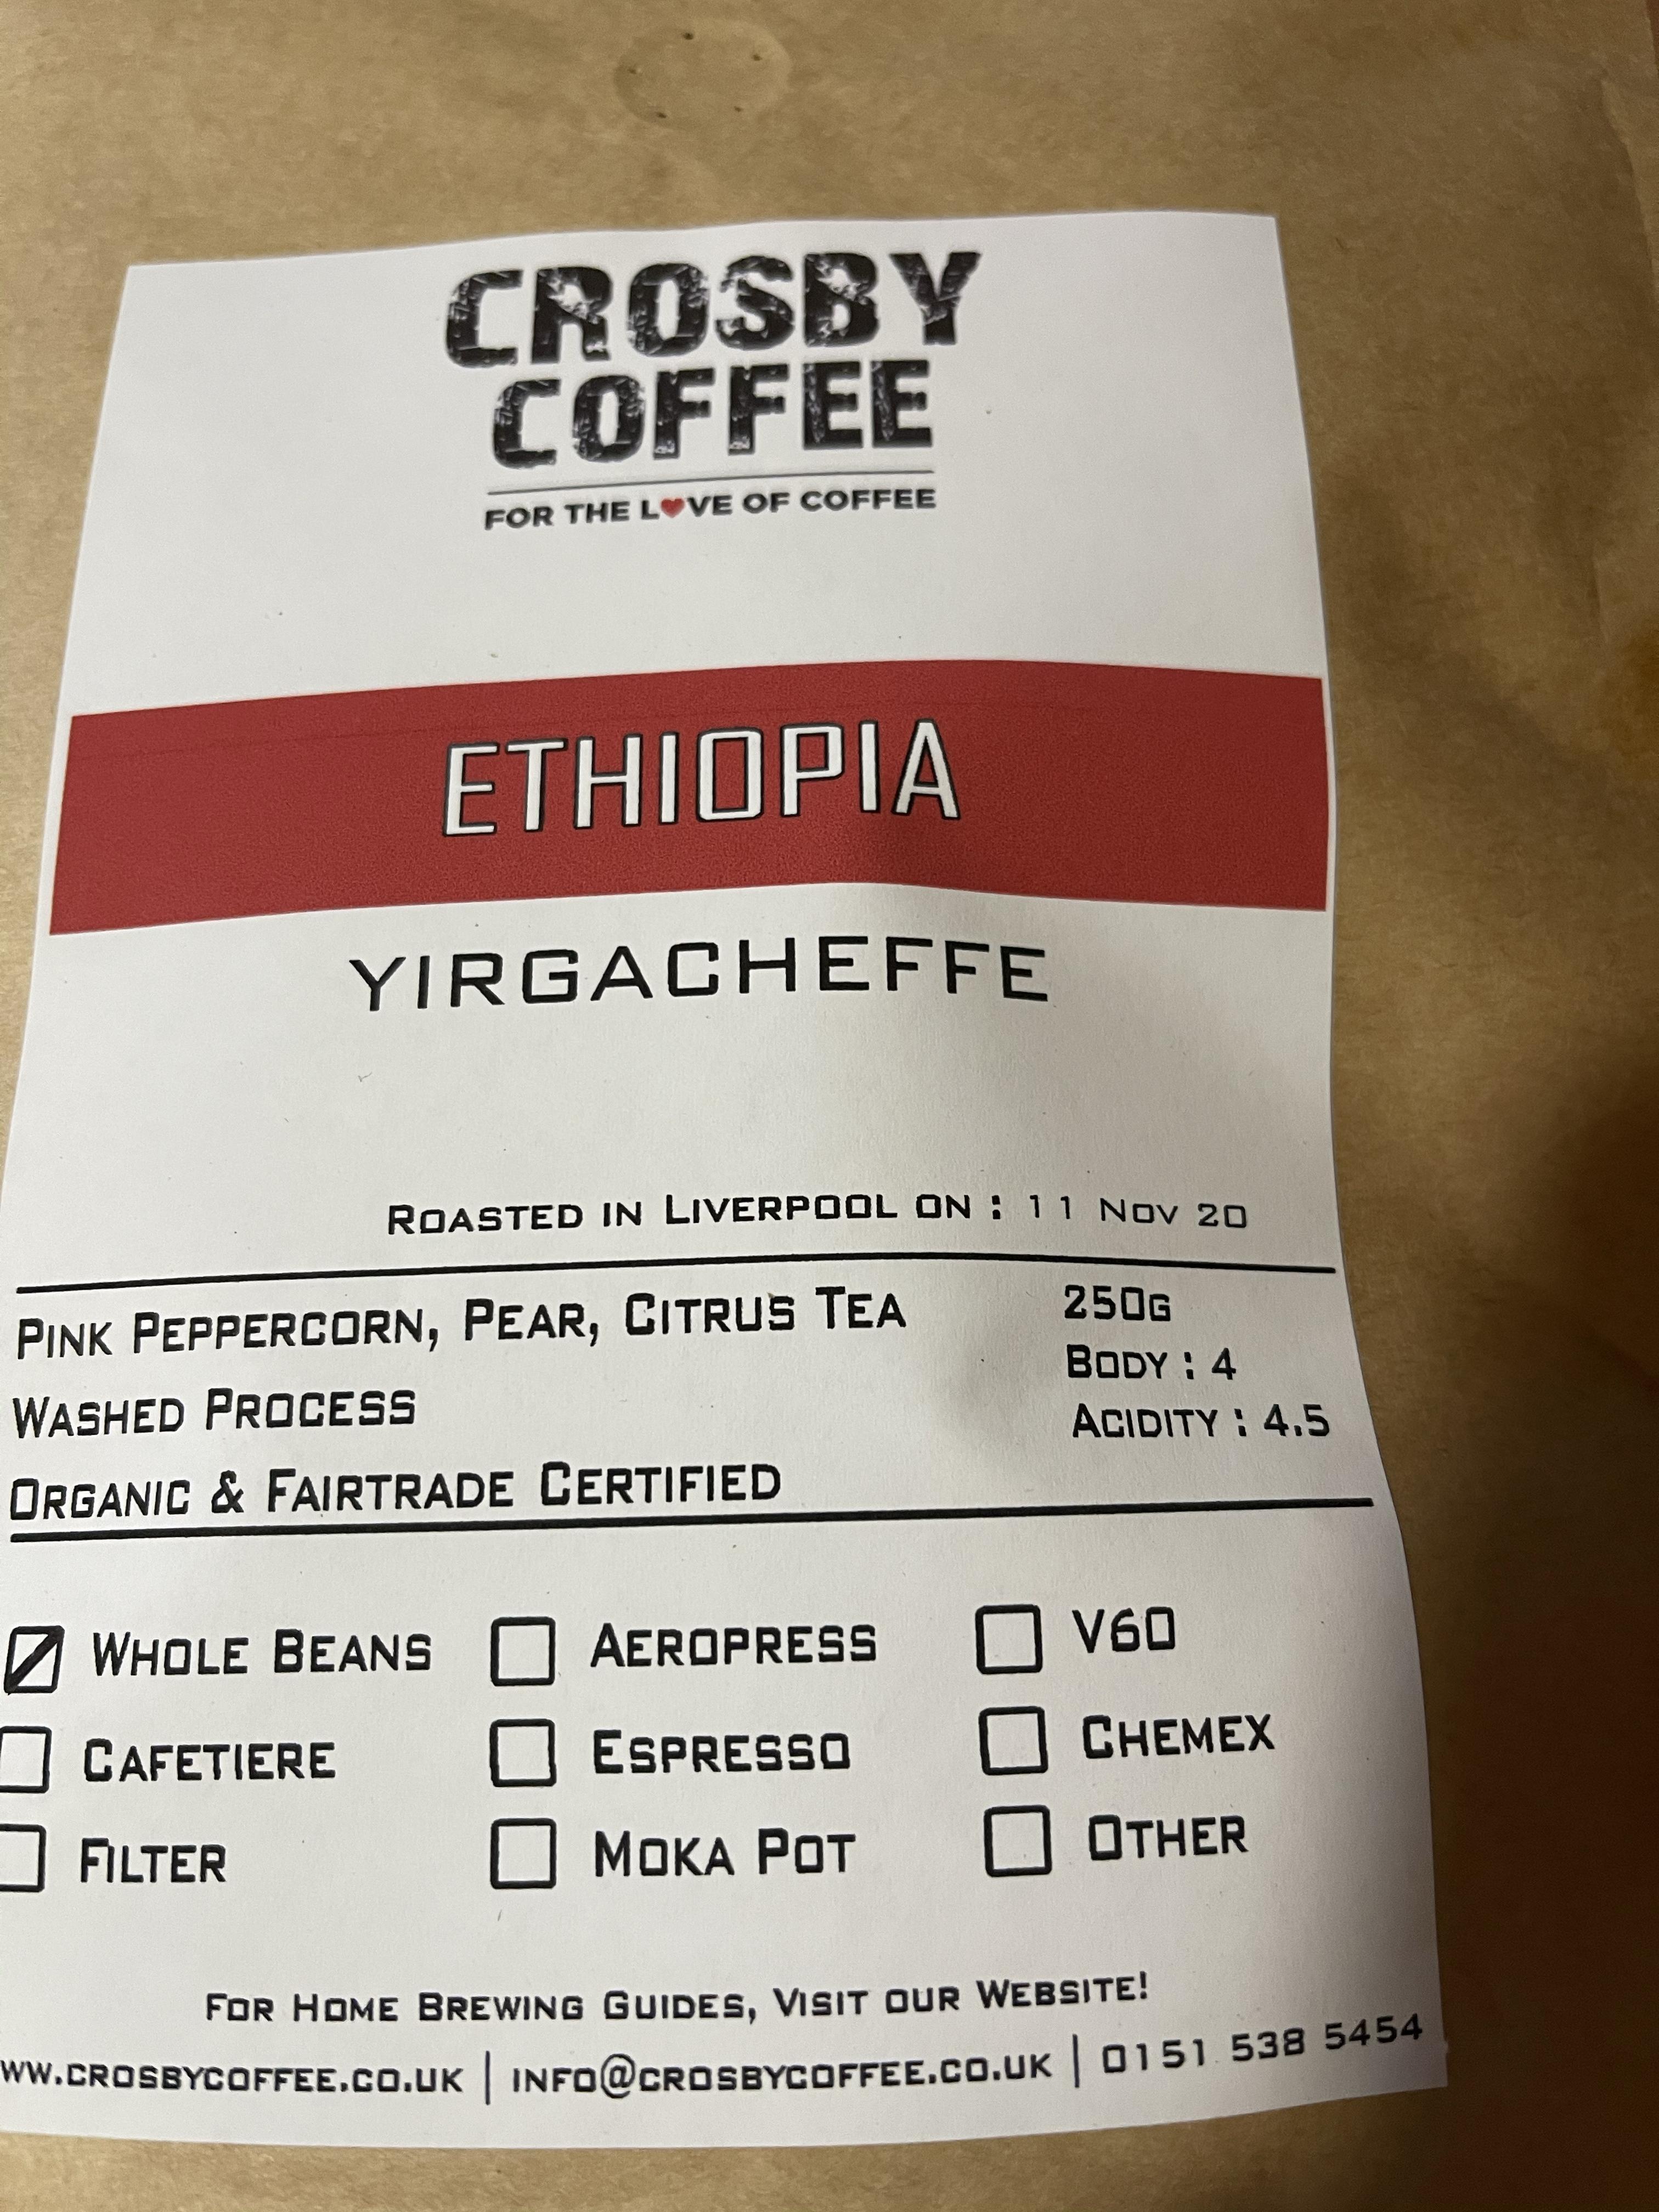 CROSBY
COFFEE
FOR THE L♥VE OF COFFEE
ETHIOPIA
YIRGACHEFFE
ROASTED IN LIVERPOOL ON : 11 NOV 20
PINK PEPPERCORN, PEAR, CITRUS TEA 250G
WASHED PROCESS BODY : 4
ORGANIC & FAIRTRADE CERTIFIED ACIDITY : 4.5
WHOLE BEANS AEROPRESS V60
CAFETIERE ESPRESSO CHEMEX
FILTER MOKA POT OTHER
FOR HOME BREWING GUIDES, VISIT OUR WEBSITE!
WW.CROSBYCOFFEE.CO.UK | INFO@CROSBYCOFFEE.CO.UK | 0151 538 5454